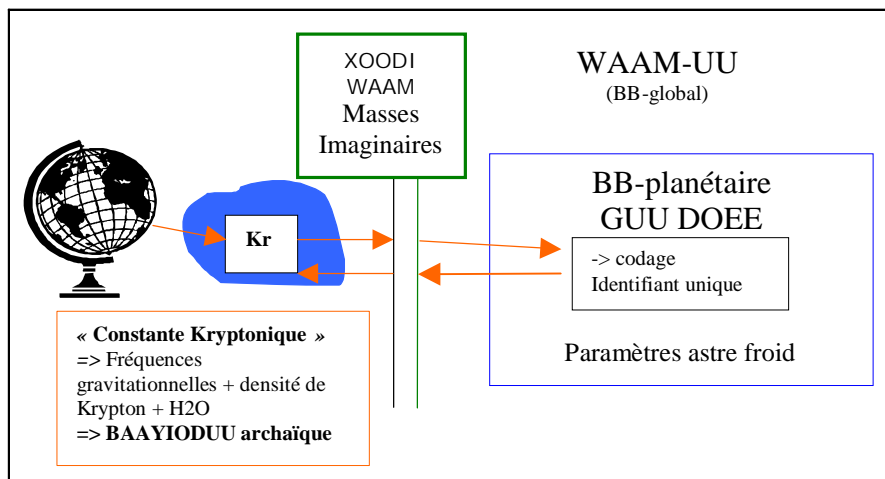 XOODI
WAAM
Masses
Imaginaires
WAAM-UU
(BB-global)
Kr
BB-planétaire
GUU DOEE
-> codage
Identifiant unique
Paramètres astre froid
« Constante Kryptonique »
=> Fréquences
gravitationnelles + densité de
Krypton + H2O
=> BAAYIODUU archaïque